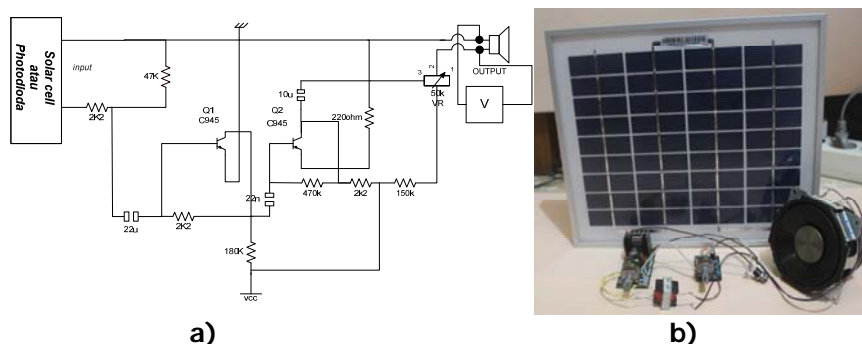 Solar cell
atau
Photodioda
input
47K
2K2
Q1
C945
10u
Q2
C945
220ohm
3
2
1
50k
VR
OUTPUT
V
22u
2K2
22n
470k
2k2
150k
180K
vcc
a)
b)